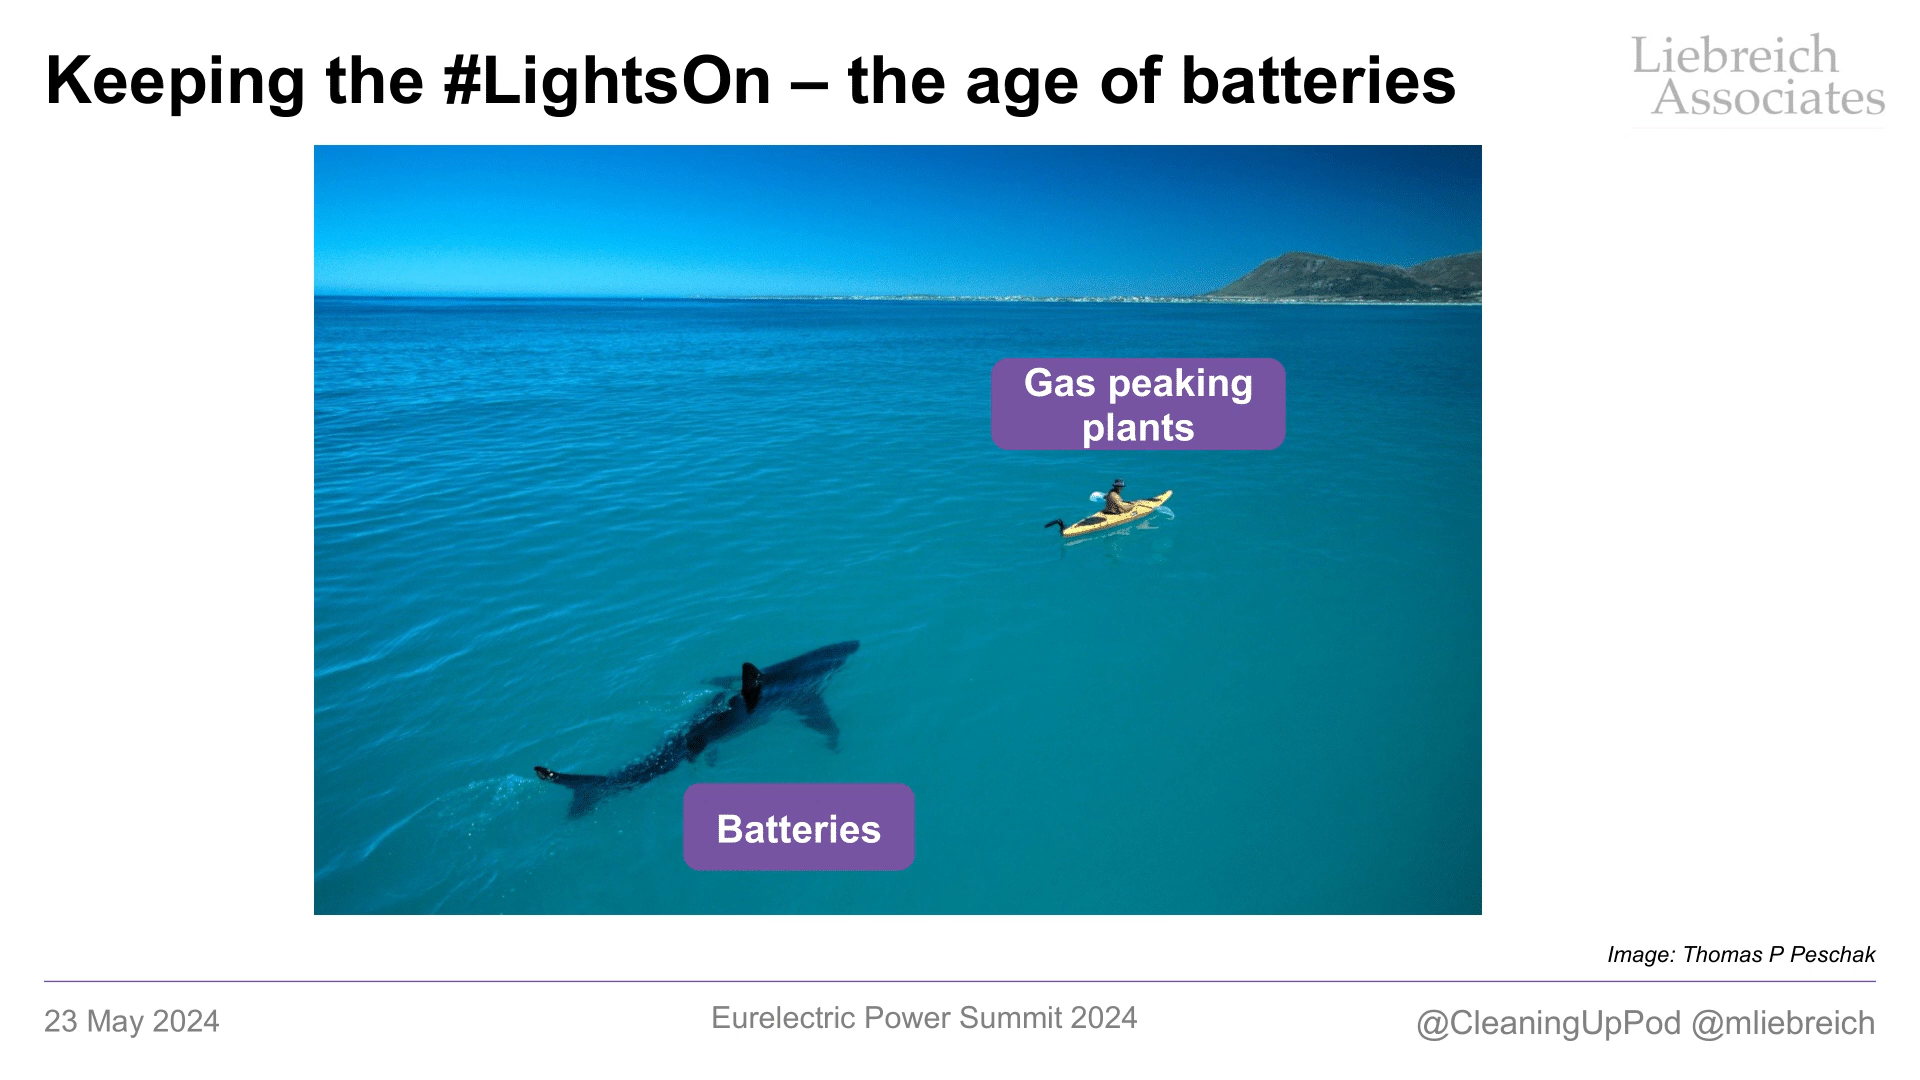 Keeping the #LightsOn – the age of batteries
Liebreich
Associates
Gas peaking
plants
Batteries
Image: Thomas P Peschak
23 May 2024
Eurelectric Power Summit 2024
@CleaningUpPod @mliebreich